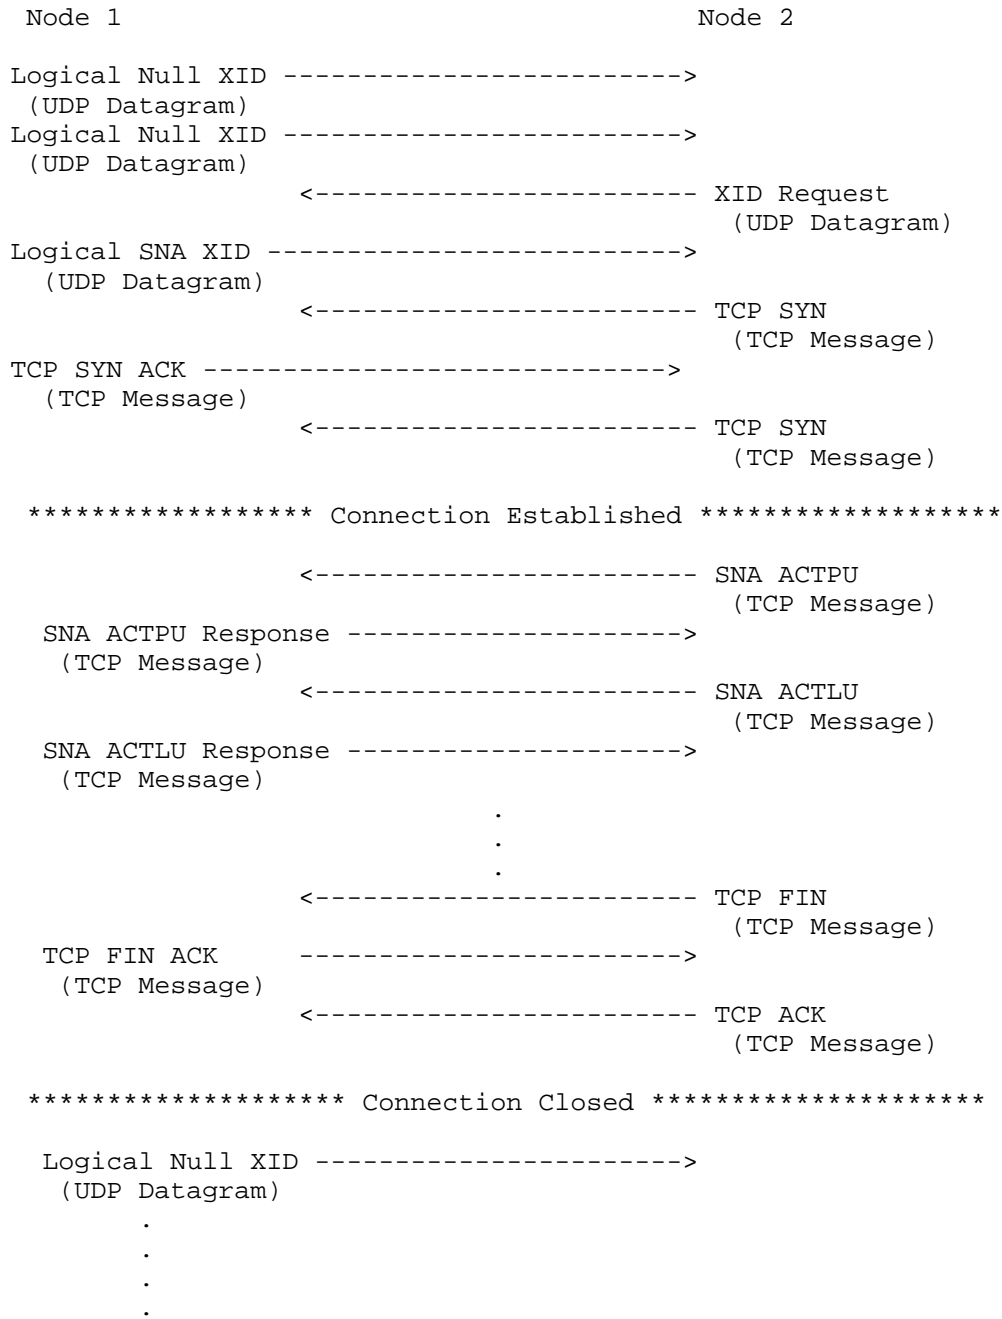 Node 1                                    Node 2
Logical Null XID ------------------------->
(UDP Datagram)
Logical Null XID ------------------------->
(UDP Datagram)
<------------------------ XID Request
(UDP Datagram)
Logical SNA XID -------------------------->
(UDP Datagram)
<------------------------ TCP SYN
(TCP Message)
TCP SYN ACK ----------------------------->
(TCP Message)
<------------------------ TCP SYN
(TCP Message)
****************** Connection Established *******************
<------------------------ SNA ACTPU
(TCP Message)
SNA ACTPU Response --------------------->
(TCP Message)
<------------------------ SNA ACTLU
(TCP Message)
SNA ACTLU Response --------------------->
(TCP Message)
.
.
.
<------------------------ TCP FIN
(TCP Message)
TCP FIN ACK     ------------------------>
(TCP Message)
<------------------------ TCP ACK
(TCP Message)
******************** Connection Closed *********************
Logical Null XID ----------------------->
(UDP Datagram)
.
.
.
.